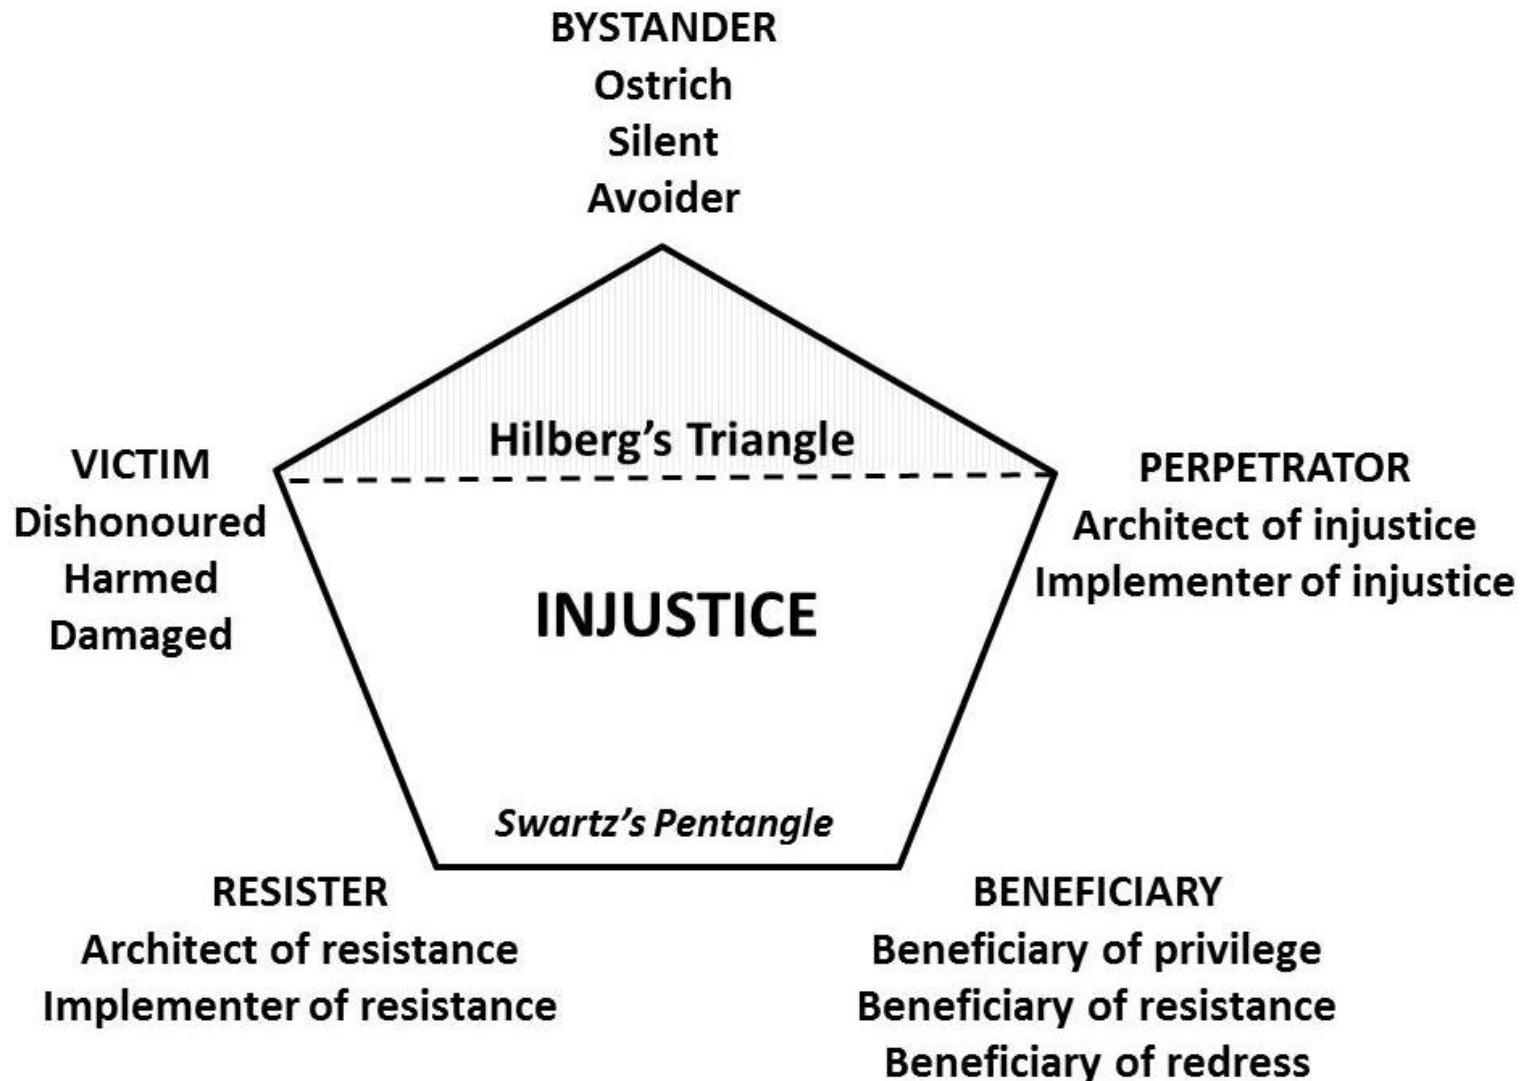 BYSTANDER
Ostrich
Silent
Avoider
Hilberg’s Triangle
VICTIM
Dishonoured
Harmed
Damaged
PERPETRATOR
Architect of injustice
Implementer of injustice
INJUSTICE
Swartz’s Pentangle
RESISTER
Architect of resistance
Implementer of resistance
BENEFICIARY
Beneficiary of privilege
Beneficiary of resistance
Beneficiary of redress